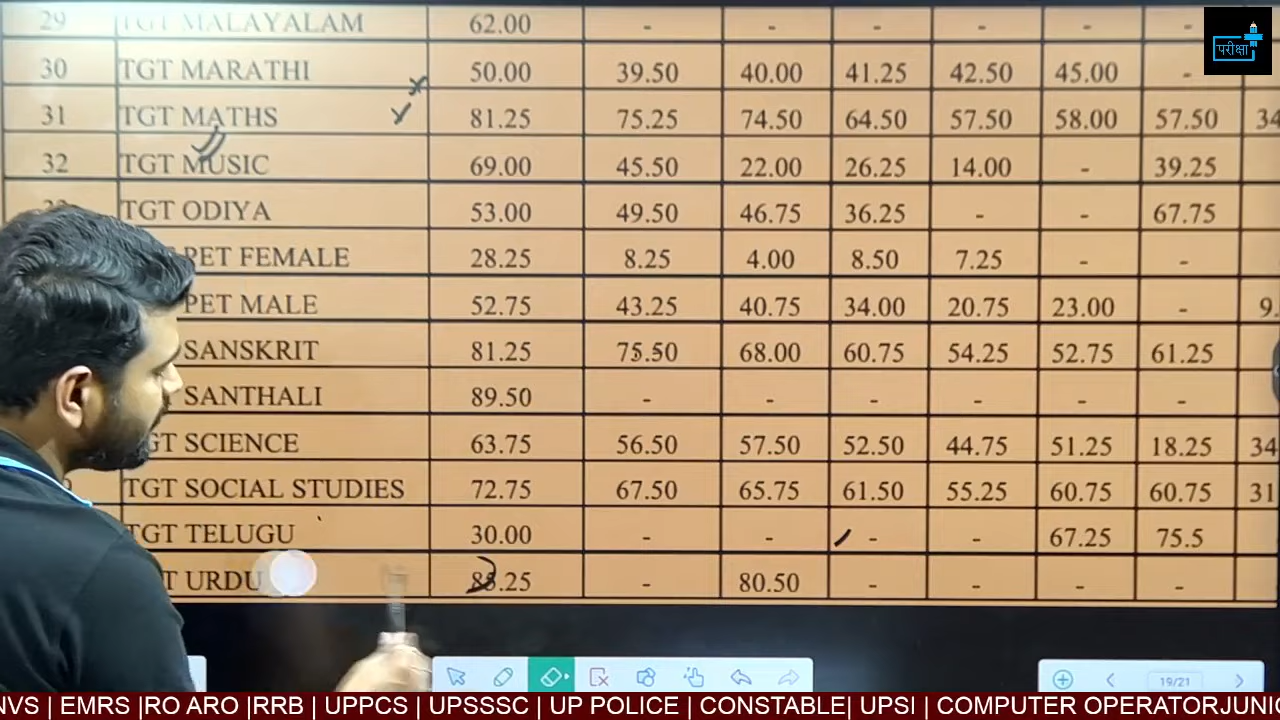 29 TGT MALAYALAM 62.00 - - - - - -
परीक्षा
30 TGT MARATHI 50.00 39.50 40.00 41.25 42.50 45.00 -
31 TGT MATHS 81.25 75.25 74.50 64.50 57.50 58.00 57.50 34
32 TGT MUSIC 69.00 45.50 22.00 26.25 14.00 - 39.25
TGT ODIYA 53.00 49.50 46.75 36.25 - - 67.75
PET FEMALE 28.25 8.25 4.00 8.50 7.25 - -
PET MALE 52.75 43.25 40.75 34.00 20.75 23.00 - 9.
SANSKRIT 81.25 75.50 68.00 60.75 54.25 52.75 61.25
SANTHALI 89.50 - - - - - -
GT SCIENCE 63.75 56.50 57.50 52.50 44.75 51.25 18.25 34
9 TGT SOCIAL STUDIES 72.75 67.50 65.75 61.50 55.25 60.75 60.75 31
TGT TELUGU 30.00 - - - - 67.25 75.5
T URDU - 80.50 - - - -
19/21
NVS | EMRS |RO ARO |RRB | UPPCS | UPSSSC | UP POLICE | CONSTABLE| UPSI | COMPUTER OPERATORJUNI